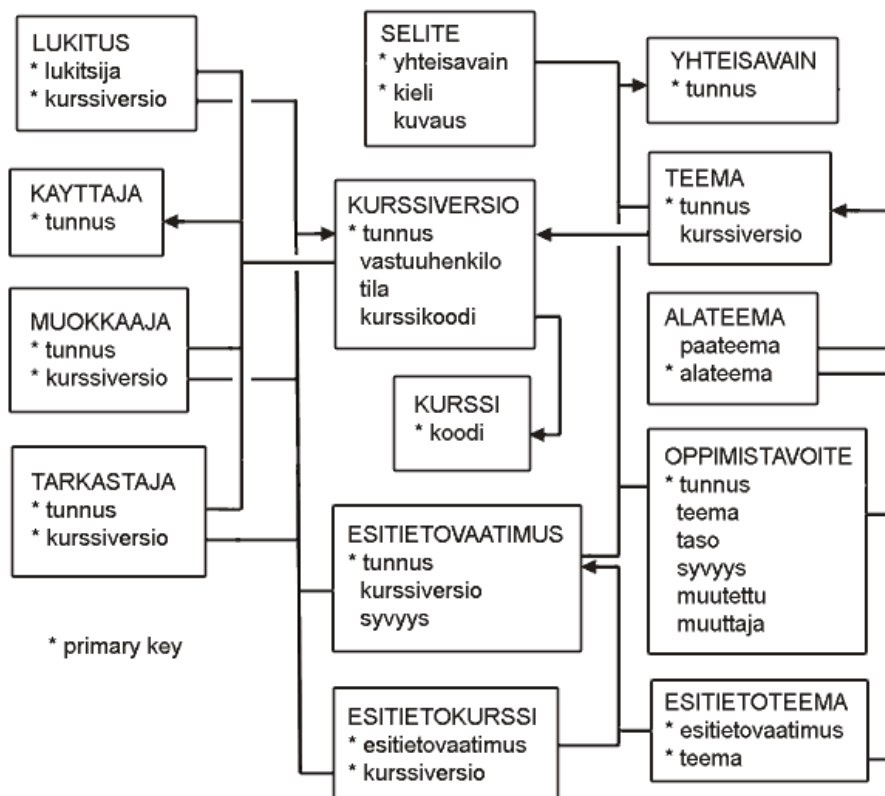 LUKITUS
* lukitsija
* kurssiversio
SELITE
* yhteisavain
* kieli
kuvaus
YHTEISAVAIN
* tunnus
KAYTTAJA
* tunnus
KURSSIVERSIO
* tunnus
vastuuhenkilo
tila
kurssikoodi
TEEMA
* tunnus
kurssiversio
MUOKKAAJA
* tunnus
* kurssiversio
KURSSI
* koodi
ALATEEMA
paateema
* alateema
TARKASTAJA
* tunnus
* kurssiversio
ESITIETOVAATIMUS
* tunnus
kurssiversio
syvyys
OPPIMISTAVOITE
* tunnus
teema
taso
syvyys
muutettu
muuttaja
* primary key
ESITIETOKURSSI
* esitietovaatimus
* kurssiversio
ESITIETOTEEMA
* esitietovaatimus
* teema